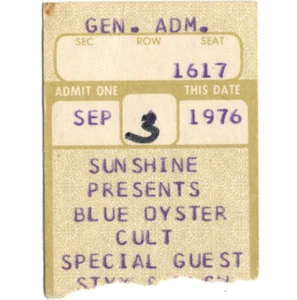 GEN. ADM.
SEC ROW SEAT
1617
ADMIT ONE THIS DATE
SEP 3 1976
SUNSHINE
PRESENTS
BLUE OYSTER
CULT
SPECIAL GUEST